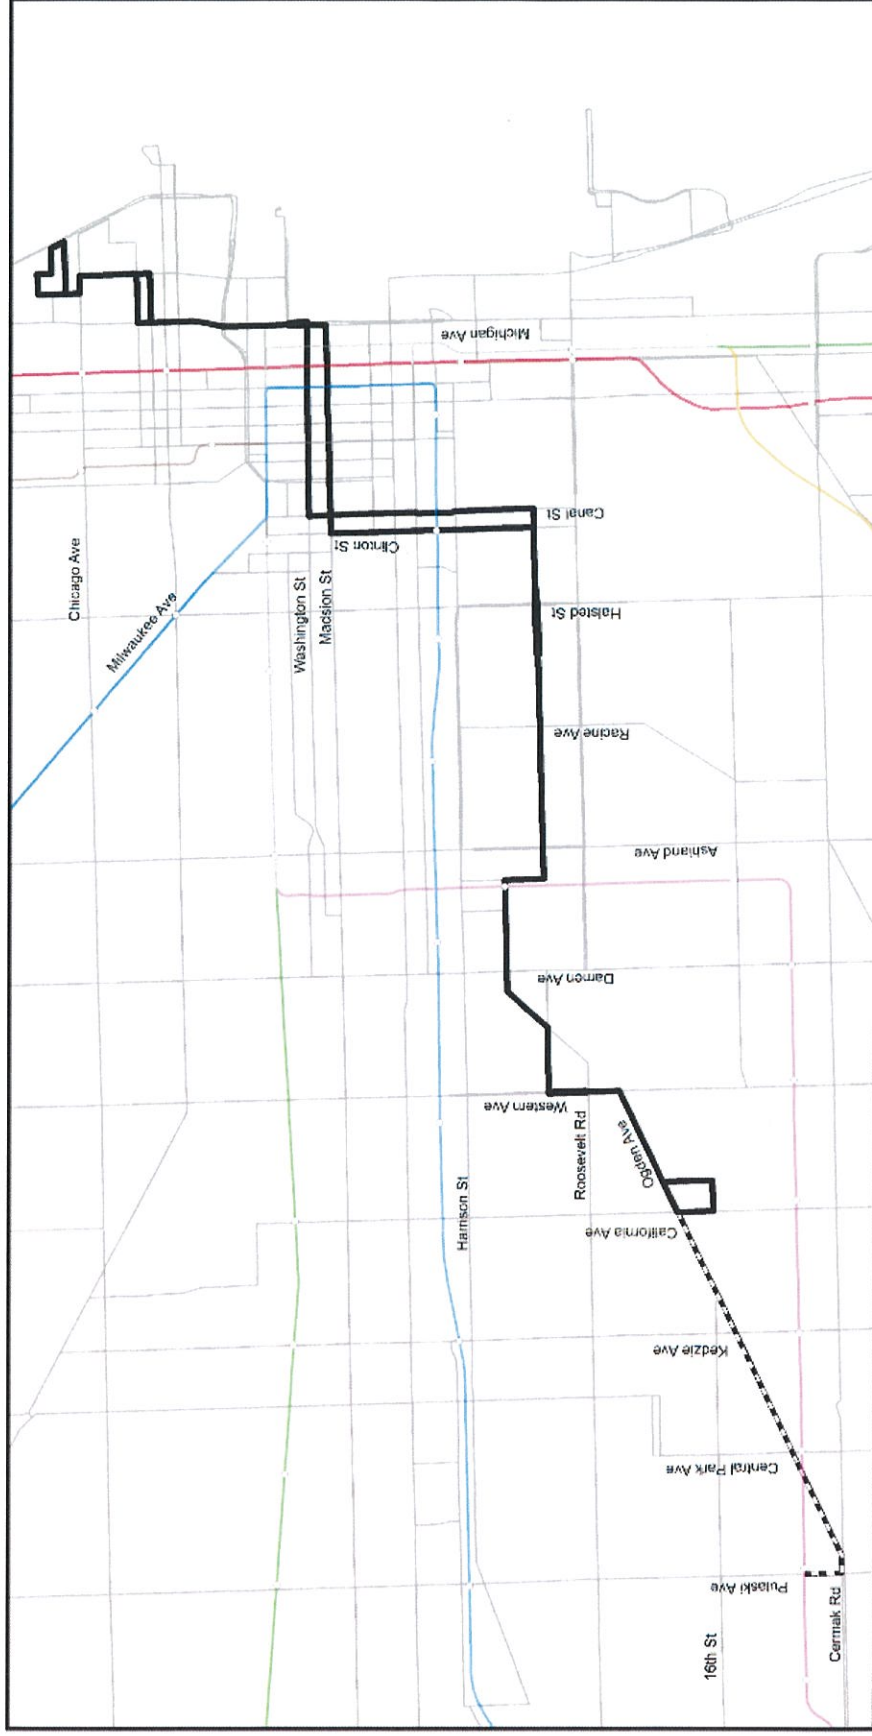 Chicago Ave
Milwaukee Ave
Michigan Ave
Washington St
Madsion St
Clinton St
Canal St
Halsted St
Racine Ave
Ashland Ave
Damen Ave
Western Ave
Roosevelt Rd
Ogden Ave
Harrison St
California Ave
Kedzie Ave
Central Park Ave
Pulaski Ave
16th St
Cermak Rd